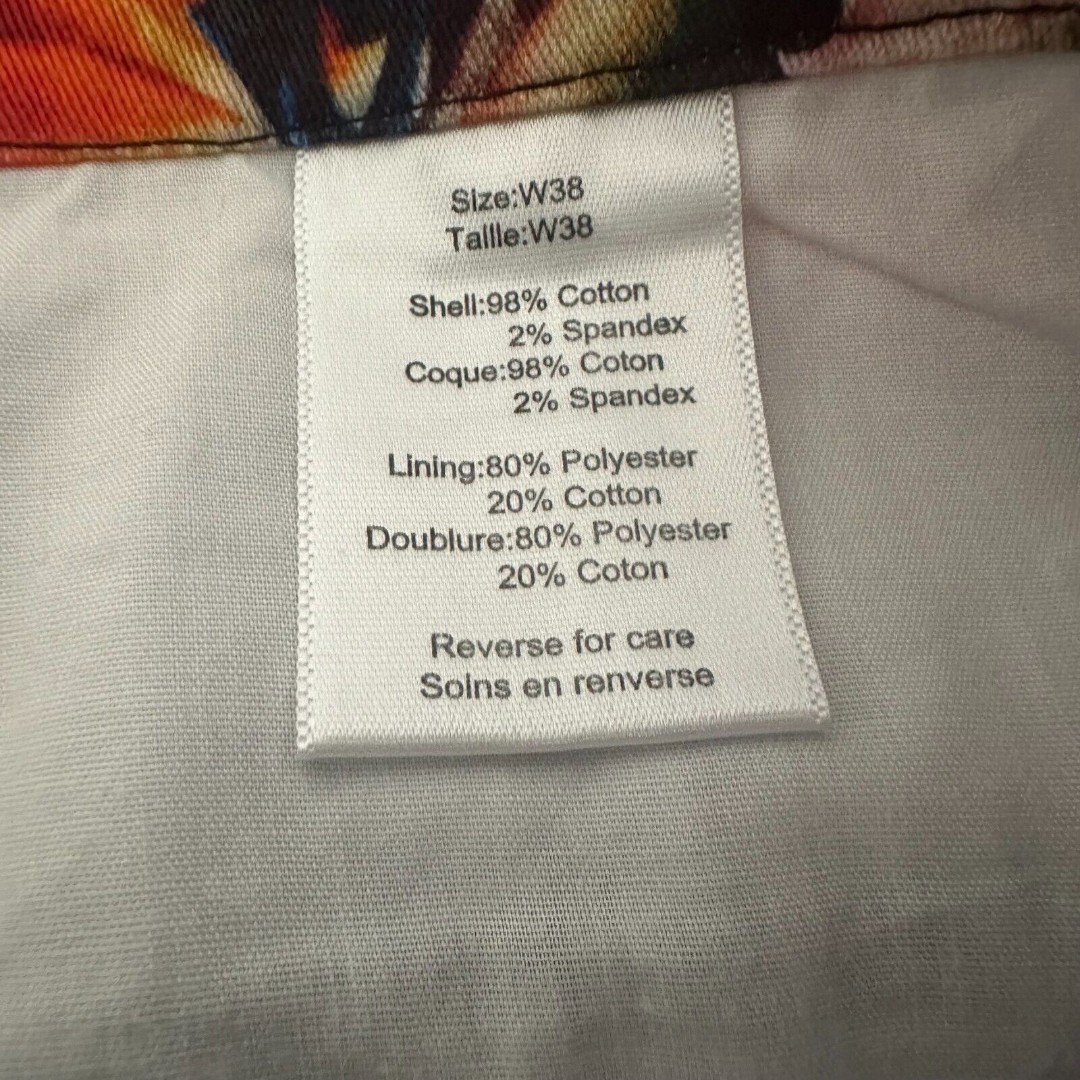 Size:W38
Taille:W38
Shell:98% Cotton
2% Spandex
Coque:98% Coton
2% Spandex
Lining:80% Polyester
20% Cotton
Doublure:80% Polyester
20% Coton
Reverse for care
Soins en renverse